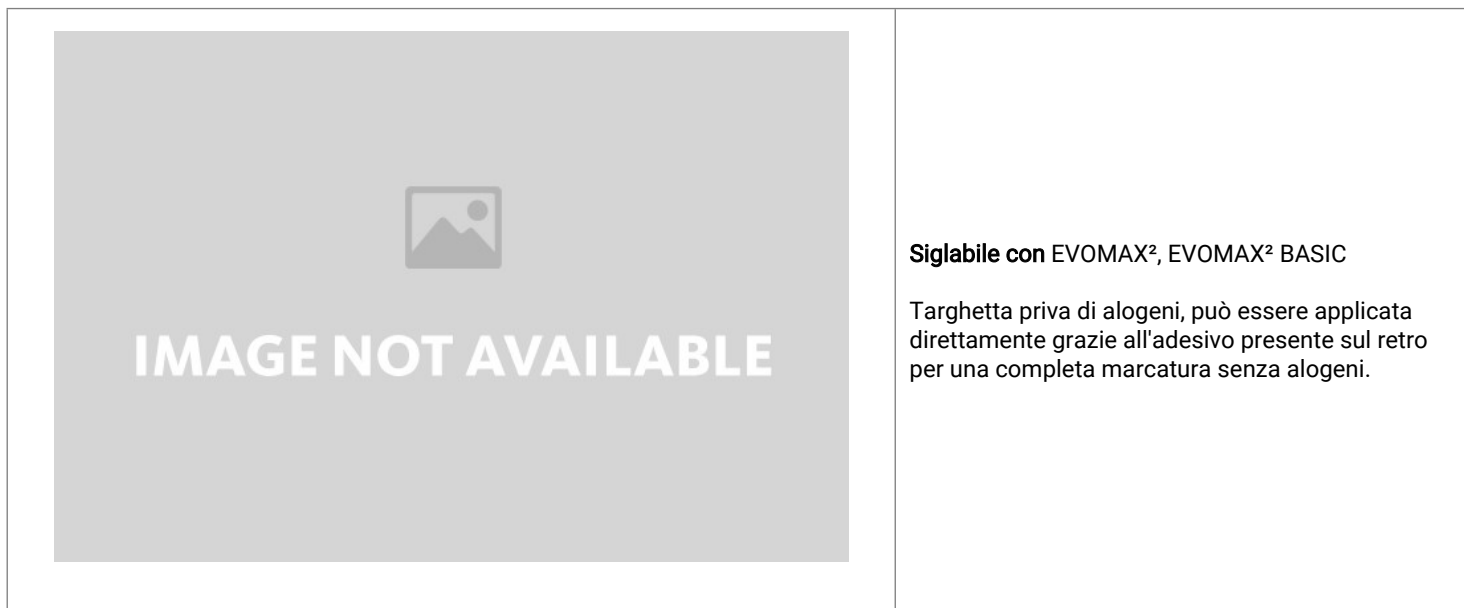 IMAGE NOT AVAILABLE
Siglabile con EVOMAX², EVOMAX² BASIC
Targhetta priva di alogeni, può essere applicata
direttamente grazie all'adesivo presente sul retro
per una completa marcatura senza alogeni.